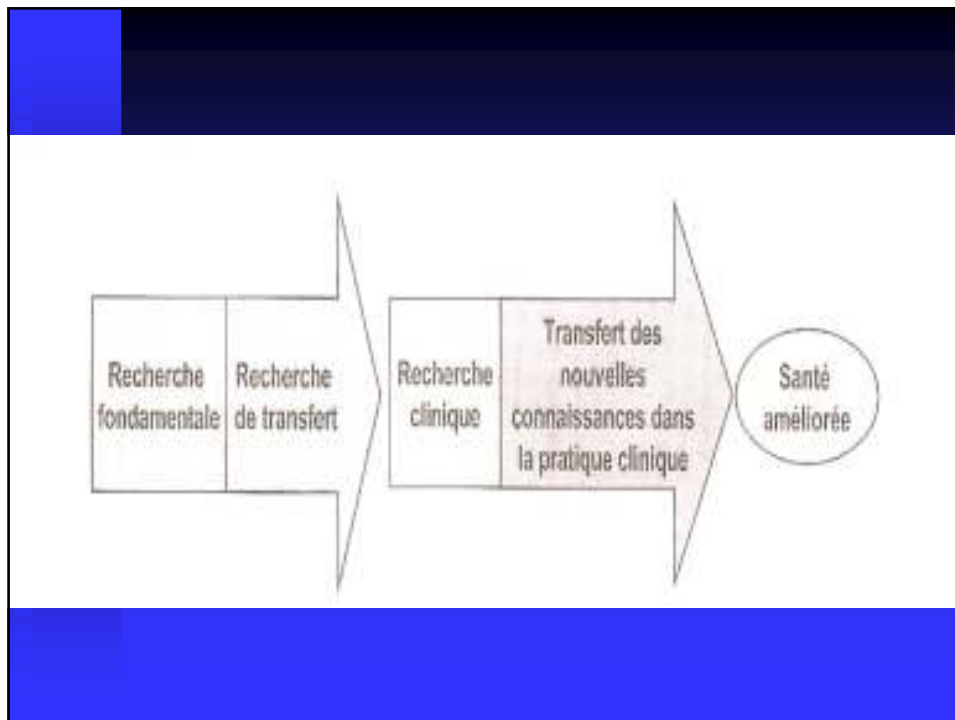 Recherche
fondamentale
Recherche
de transfert
Recherche
clinique
Transfert des
nouvelles
connaissances dans
la pratique clinique
Santé
améliorée